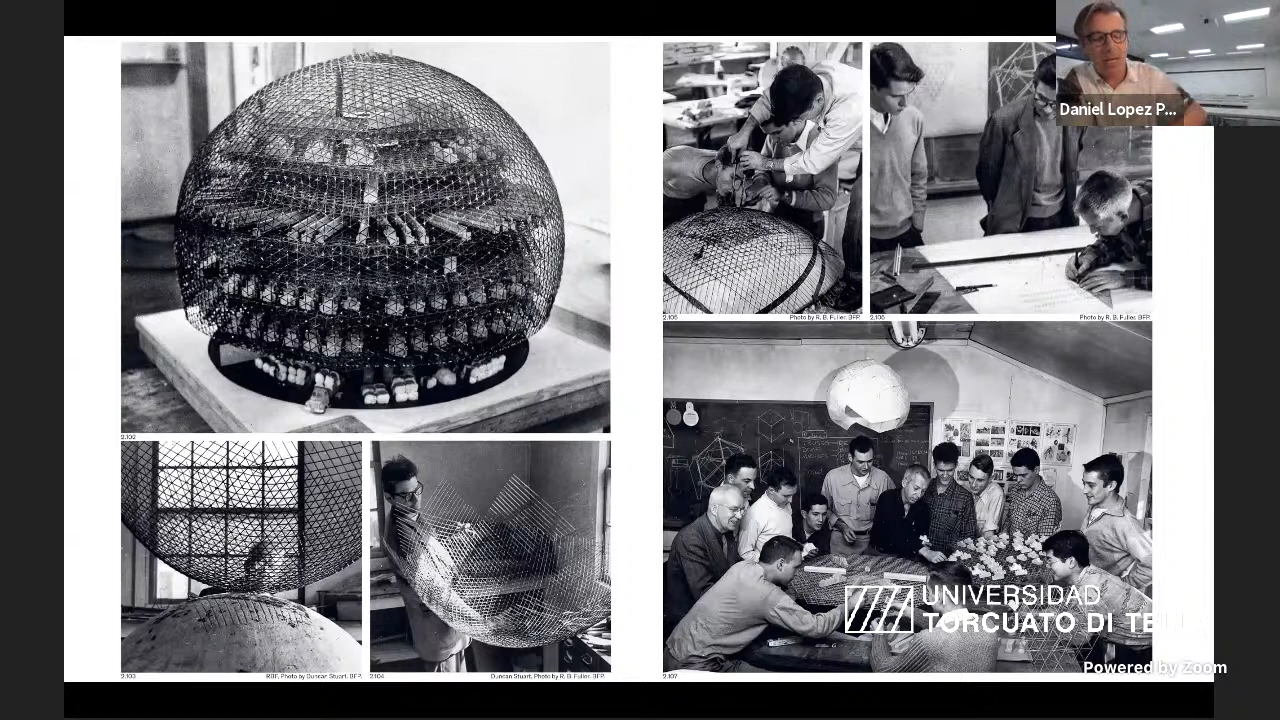 Daniel Lopez P...
2.105
Photo by R. B. Fuller. BFP.
2.106
Photo by R. B. Fuller. BFP.
2.102
2.103
RBF. Photo by Duncan Stuart. BFP.
2.104
Duncan Stuart. Photo by R. B. Fuller. BFP.
2.107
UNIVERSIDAD
TORCUATO DI TELLA
Powered by Zoom